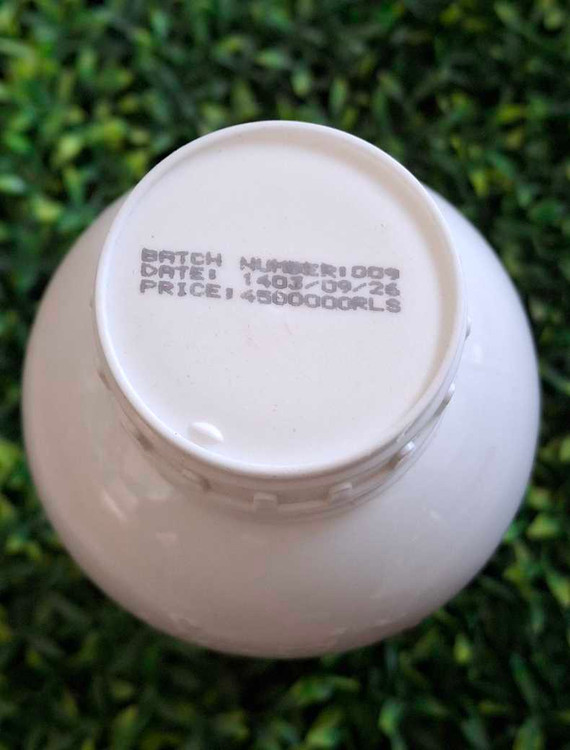 BATCH NUMBER:009
DATE: 1403/09/26
PRICE:4500000RLS